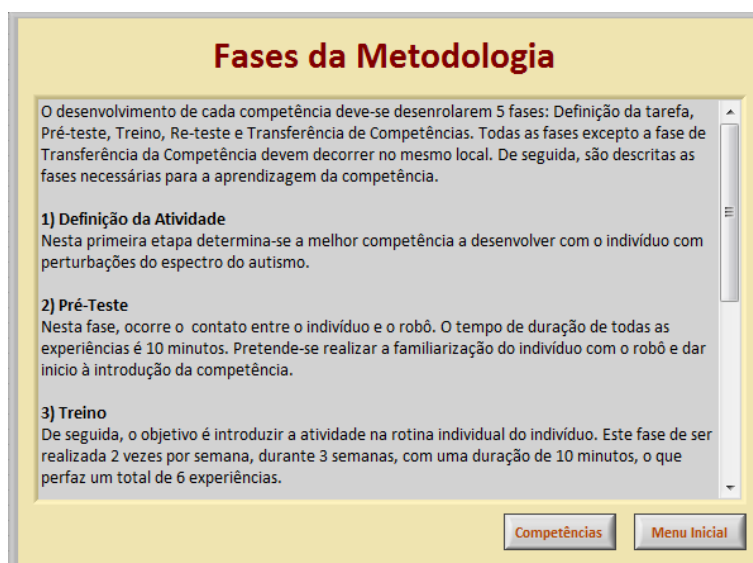 Fases da Metodologia
O desenvolvimento de cada competência deve-se desenrolarem 5 fases: Definição da tarefa,
Pré-teste, Treino, Re-teste e Transferência de Competências. Todas as fases excepto a fase de
Transferência da Competência devem decorrer no mesmo local. De seguida, são descritas as
fases necessárias para a aprendizagem da competência.
1) Definição da Atividade
Nesta primeira etapa determina-se a melhor competência a desenvolver com o indivíduo com
perturbações do espectro do autismo.
2) Pré-Teste
Nesta fase, ocorre o  contato entre o indivíduo e o robô. O tempo de duração de todas as
experiências é 10 minutos. Pretende-se realizar a familiarização do indivíduo com o robô e dar
inicio à introdução da competência.
3) Treino
De seguida, o objetivo é introduzir a atividade na rotina individual do indivíduo. Este fase de ser
realizada 2 vezes por semana, durante 3 semanas, com uma duração de 10 minutos, o que
perfaz um total de 6 experiências.
Competências
Menu Inicial